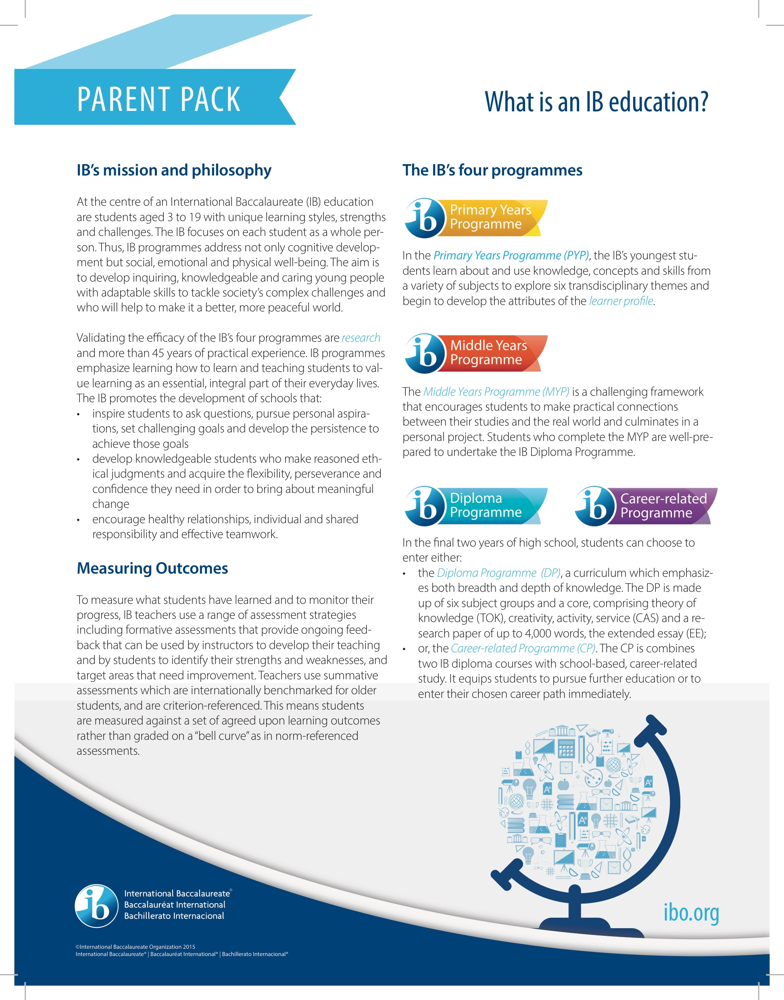 PARENT PACK
What is an IB education?
IB’s mission and philosophy
At the centre of an International Baccalaureate (IB) education
are students aged 3 to 19 with unique learning styles, strengths
and challenges. The IB focuses on each student as a whole per-
son. Thus, IB programmes address not only cognitive develop-
ment but social, emotional and physical well-being. The aim is
to develop inquiring, knowledgeable and caring young people
with adaptable skills to tackle society’s complex challenges and
who will help to make it a better, more peaceful world.
Validating the efficacy of the IB’s four programmes are research
and more than 45 years of practical experience. IB programmes
emphasize learning how to learn and teaching students to val-
ue learning as an essential, integral part of their everyday lives.
The IB promotes the development of schools that:
• inspire students to ask questions, pursue personal aspira-
tions, set challenging goals and develop the persistence to
achieve those goals
• develop knowledgeable students who make reasoned eth-
ical judgments and acquire the flexibility, perseverance and
confidence they need in order to bring about meaningful
change
• encourage healthy relationships, individual and shared
responsibility and effective teamwork.
Measuring Outcomes
To measure what students have learned and to monitor their
progress, IB teachers use a range of assessment strategies
including formative assessments that provide ongoing feed-
back that can be used by instructors to develop their teaching
and by students to identify their strengths and weaknesses, and
target areas that need improvement. Teachers use summative
assessments which are internationally benchmarked for older
students, and are criterion-referenced. This means students
are measured against a set of agreed upon learning outcomes
rather than graded on a “bell curve” as in norm-referenced
assessments.
The IB’s four programmes
ib Primary Years
Programme
In the Primary Years Programme (PYP), the IB’s youngest stu-
dents learn about and use knowledge, concepts and skills from
a variety of subjects to explore six transdisciplinary themes and
begin to develop the attributes of the learner profile.
ib Middle Years
Programme
The Middle Years Programme (MYP) is a challenging framework
that encourages students to make practical connections
between their studies and the real world and culminates in a
personal project. Students who complete the MYP are well-pre-
pared to undertake the IB Diploma Programme.
ib Diploma
Programme
ib Career-related
Programme
In the final two years of high school, students can choose to
enter either:
• the Diploma Programme (DP), a curriculum which emphasiz-
es both breadth and depth of knowledge. The DP is made
up of six subject groups and a core, comprising theory of
knowledge (TOK), creativity, activity, service (CAS) and a re-
search paper of up to 4,000 words, the extended essay (EE);
• or, the Career-related Programme (CP). The CP is combines
two IB diploma courses with school-based, career-related
study. It equips students to pursue further education or to
enter their chosen career path immediately.
Aª
Aª
Aª
ib
International Baccalaureate®
Baccalauréat International
Bachillerato Internacional
ibo.org
©International Baccalaureate Organization 2015
International Baccalaureate® | Baccalauréat International® | Bachillerato Internacional®